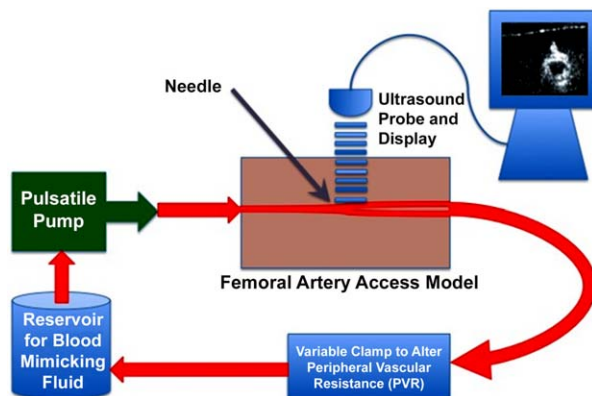 Needle
Ultrasound
Probe and
Display
Pulsatile
Pump
Femoral Artery Access Model
Reservoir
for Blood
Mimicking
Fluid
Variable Clamp to Alter
Peripheral Vascular
Resistance (PVR)